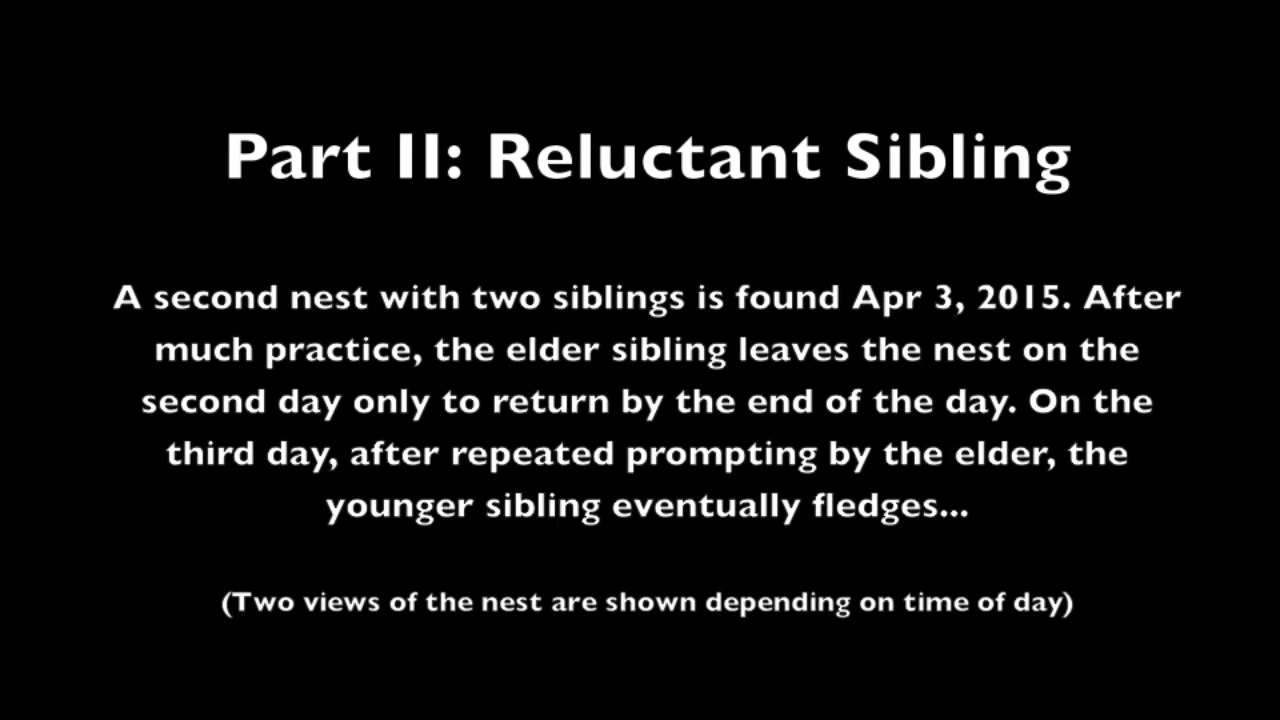 Part II: Reluctant Sibling
A second nest with two siblings is found Apr 3, 2015. After
much practice, the elder sibling leaves the nest on the
second day only to return by the end of the day. On the
third day, after repeated prompting by the elder, the
younger sibling eventually fledges...
(Two views of the nest are shown depending on time of day)